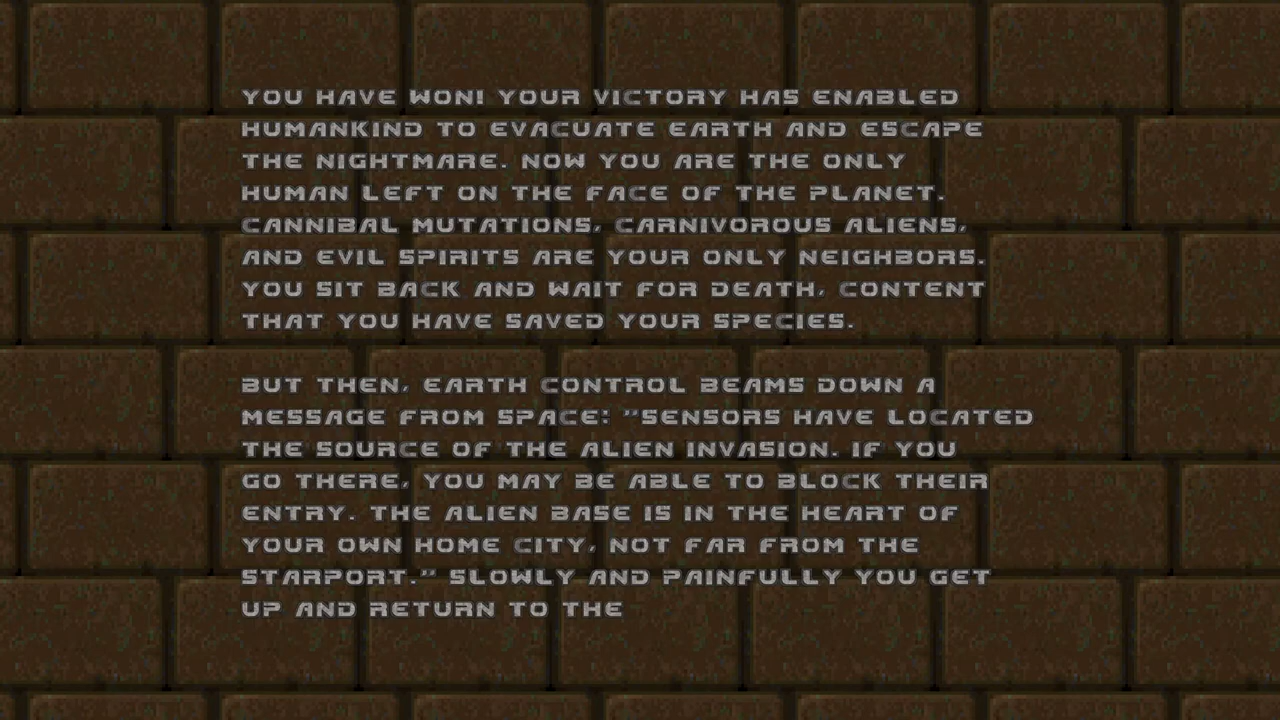 YOU HAVE WON! YOUR VICTORY HAS ENABLED
HUMANKIND TO EVACUATE EARTH AND ESCAPE
THE NIGHTMARE. NOW YOU ARE THE ONLY
HUMAN LEFT ON THE FACE OF THE PLANET.
CANNIBAL MUTATIONS, CARNIVOROUS ALIENS,
AND EVIL SPIRITS ARE YOUR ONLY NEIGHBORS.
YOU SIT BACK AND WAIT FOR DEATH, CONTENT
THAT YOU HAVE SAVED YOUR SPECIES.
BUT THEN, EARTH CONTROL BEAMS DOWN A
MESSAGE FROM SPACE: "SENSORS HAVE LOCATED
THE SOURCE OF THE ALIEN INVASION. IF YOU
GO THERE, YOU MAY BE ABLE TO BLOCK THEIR
ENTRY. THE ALIEN BASE IS IN THE HEART OF
YOUR OWN HOME CITY, NOT FAR FROM THE
STARPORT." SLOWLY AND PAINFULLY YOU GET
UP AND RETURN TO THE